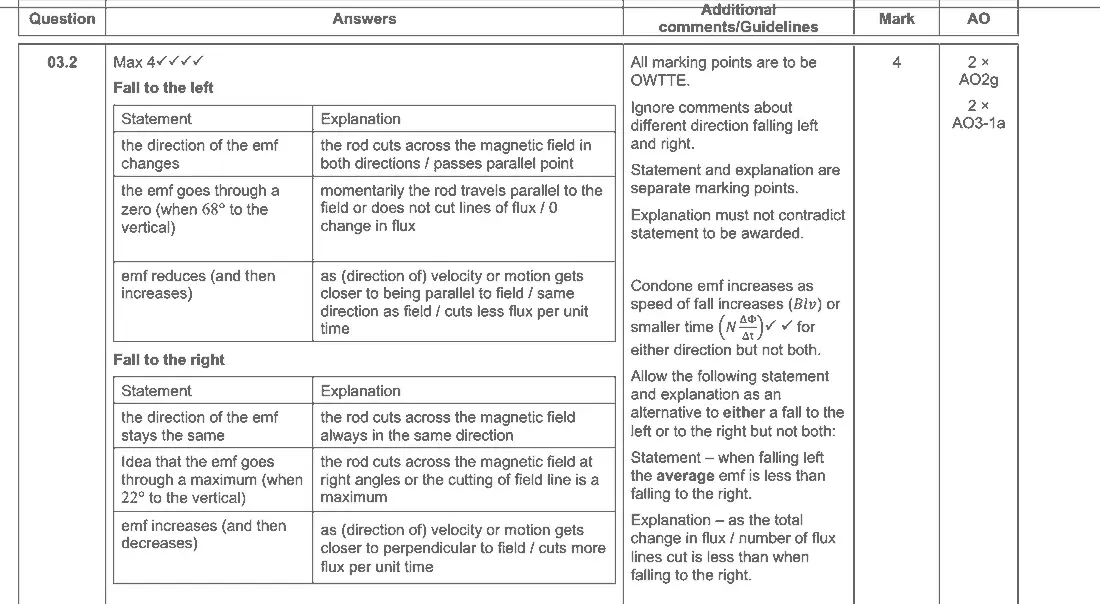 Question
Answers
Additional
comments/Guidelines
Mark
AO
03.2
Max 4✓✓✓✓
Fall to the left
Statement
Explanation
the direction of the emf
changes
the rod cuts across the magnetic field in
both directions / passes parallel point
the emf goes through a
zero (when 68° to the
vertical)
momentarily the rod travels parallel to the
field or does not cut lines of flux / 0
change in flux
emf reduces (and then
increases)
as (direction of) velocity or motion gets
closer to being parallel to field / same
direction as field / cuts less flux per unit
time
Fall to the right
Statement
Explanation
the direction of the emf
stays the same
the rod cuts across the magnetic field
always in the same direction
Idea that the emf goes
through a maximum (when
22° to the vertical)
the rod cuts across the magnetic field at
right angles or the cutting of field line is a
maximum
emf increases (and then
decreases)
as (direction of) velocity or motion gets
closer to perpendicular to field / cuts more
flux per unit time
All marking points are to be
OWTTE.
Ignore comments about
different direction falling left
and right.
Statement and explanation are
separate marking points.
Explanation must not contradict
statement to be awarded.
Condone emf increases as
speed of fall increases (Blv) or
smaller time (N ΔΦ/Δt)✓ ✓ for
either direction but not both.
Allow the following statement
and explanation as an
alternative to either a fall to the
left or to the right but not both:
Statement – when falling left
the average emf is less than
falling to the right.
Explanation – as the total
change in flux / number of flux
lines cut is less than when
falling to the right.
4
2 ×
AO2g
2 ×
AO3-1a